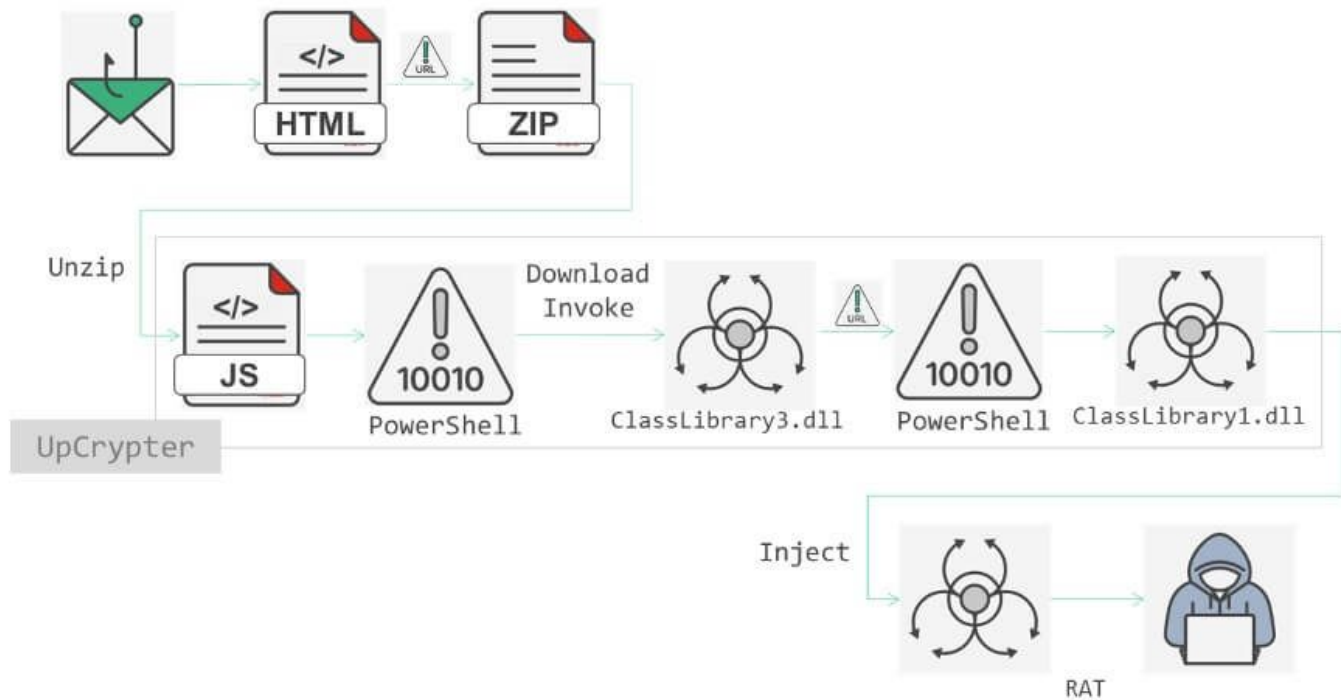 </>
HTML
URL
ZIP
Unzip
</>
JS
10010
PowerShell
Download
Invoke
ClassLibrary3.dll
URL
10010
PowerShell
ClassLibrary1.dll
UpCrypter
Inject
RAT